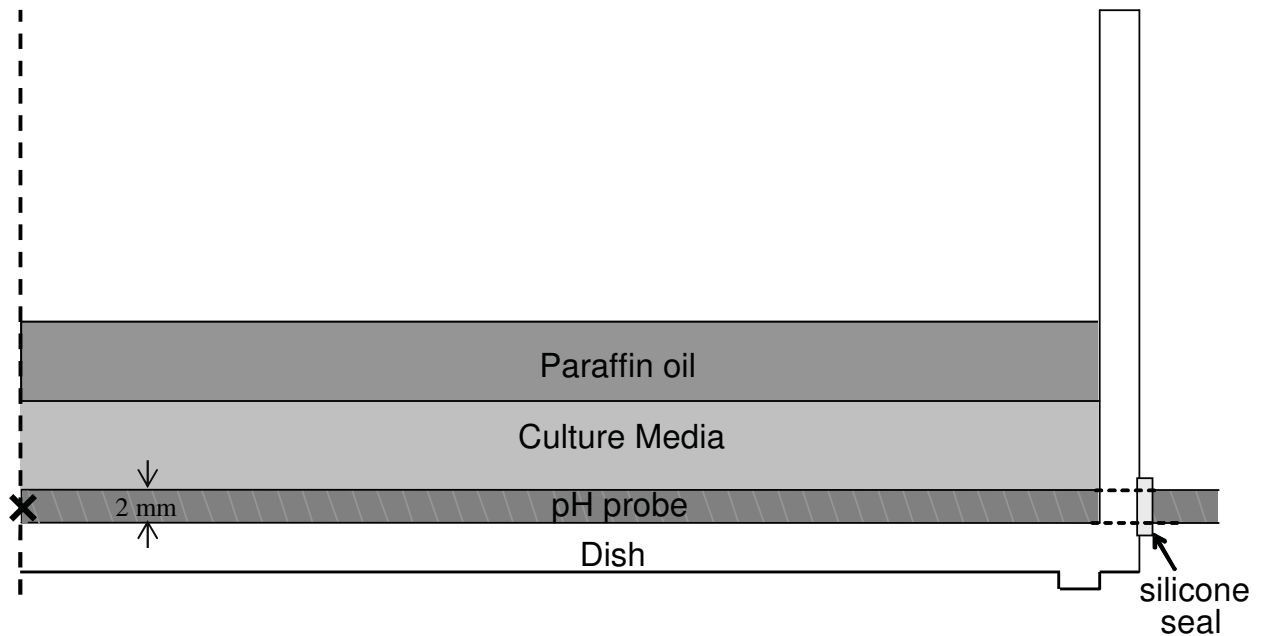 Paraffin oil
Culture Media
2 mm
pH probe
Dish
silicone
seal